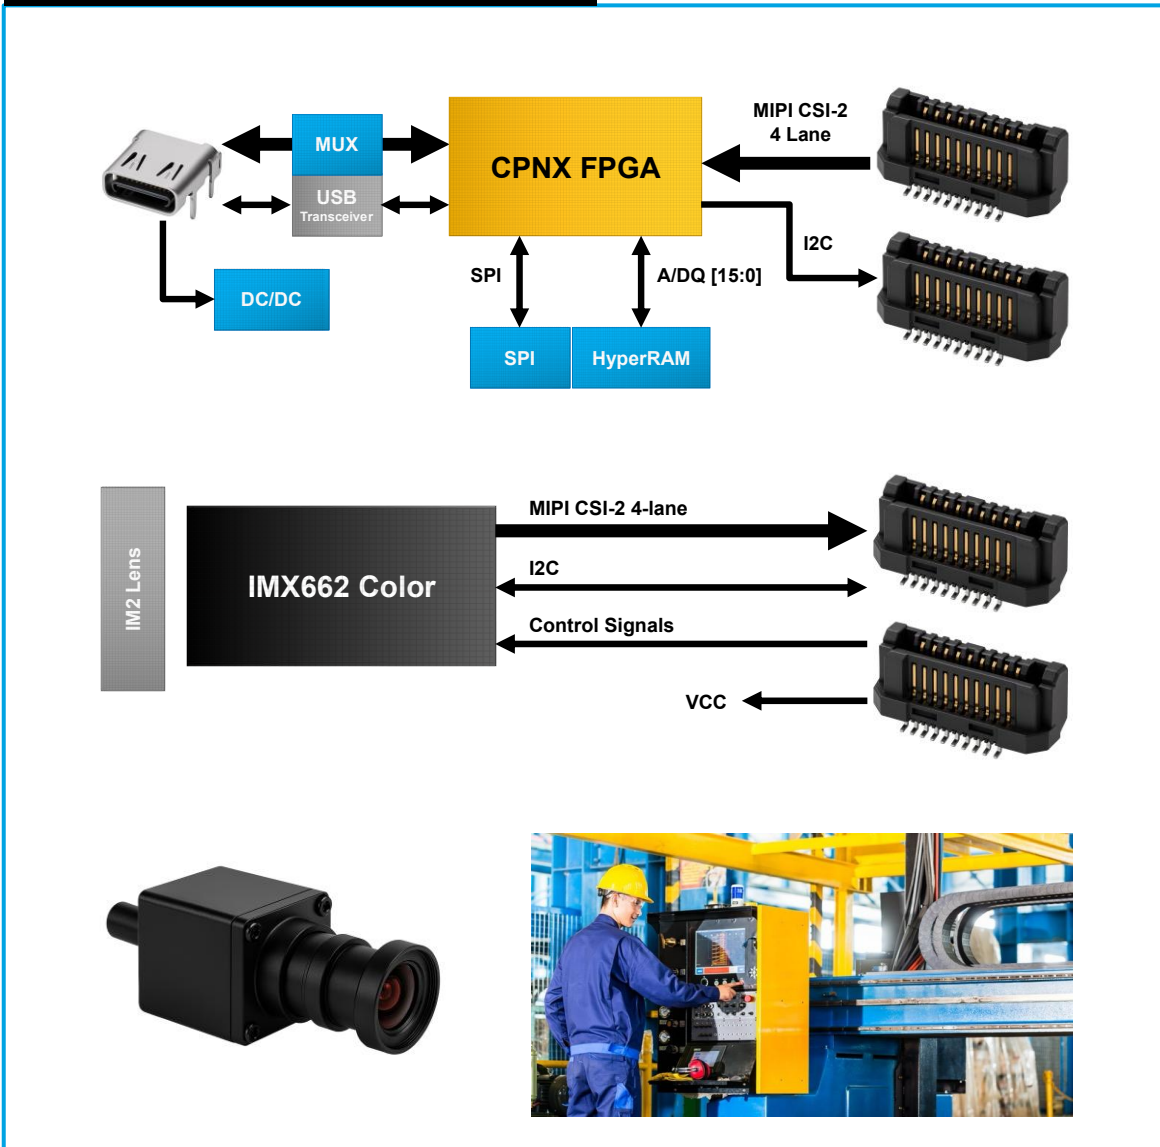 MIPI CSI-2
4 Lane
MUX
CPNX FPGA
USB
Transceiver
I2C
SPI
A/DQ [15:0]
DC/DC
SPI
HyperRAM
MIPI CSI-2 4-lane
IM2 Lens
IMX662 Color
I2C
Control Signals
VCC